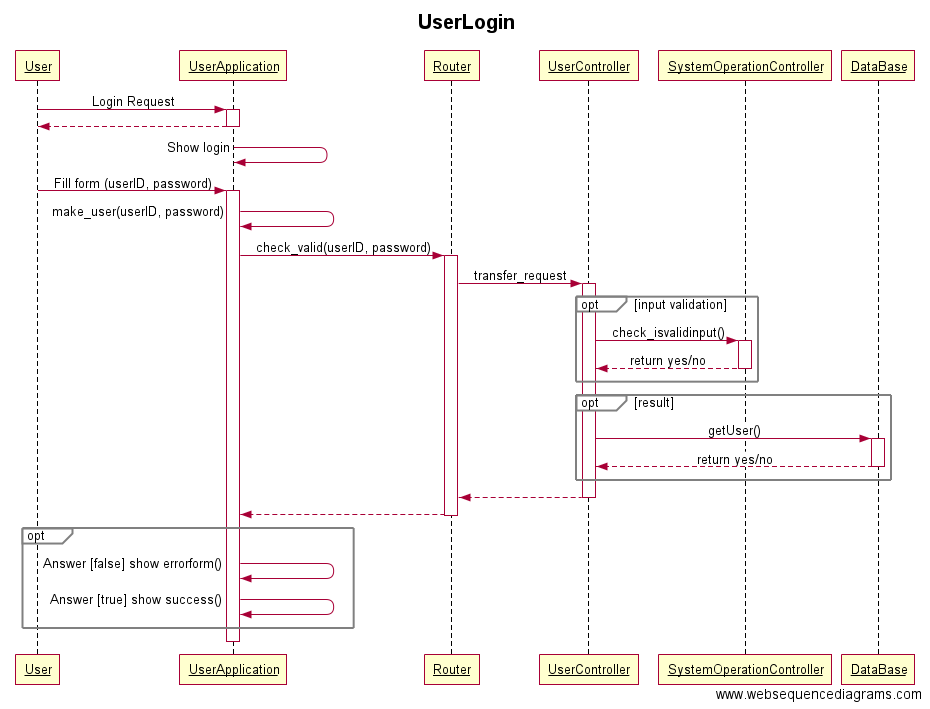 UserLogin
User
UserApplication
Router
UserController
SystemOperationController
DataBase
Login Request
Show login
Fill form (userID, password)
make_user(userID, password)
check_valid(userID, password)
transfer_request
opt [input validation]
check_isvalidinput()
return yes/no
opt [result]
getUser()
return yes/no
opt
Answer [false] show errorform()
Answer [true] show success()
User
UserApplication
Router
UserController
SystemOperationController
DataBase
www.websequencediagrams.com